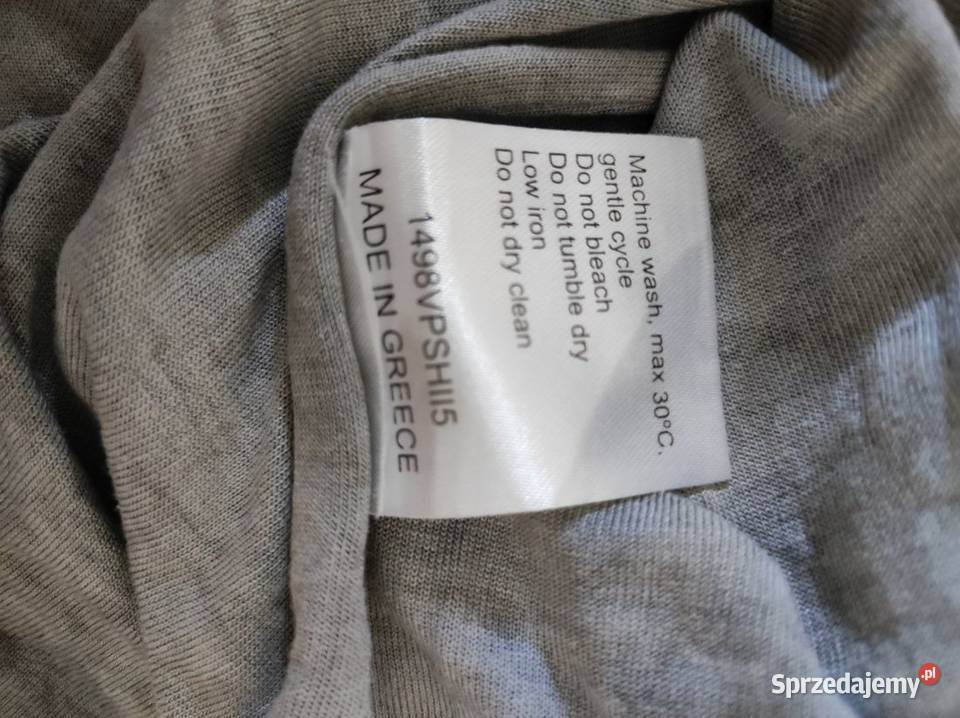 Machine wash, max 30°C.
gentle cycle
Do not bleach
Do not tumble dry
Low iron
Do not dry clean
1498VPSHII5
MADE IN GREECE
Sprzedajemy.pl